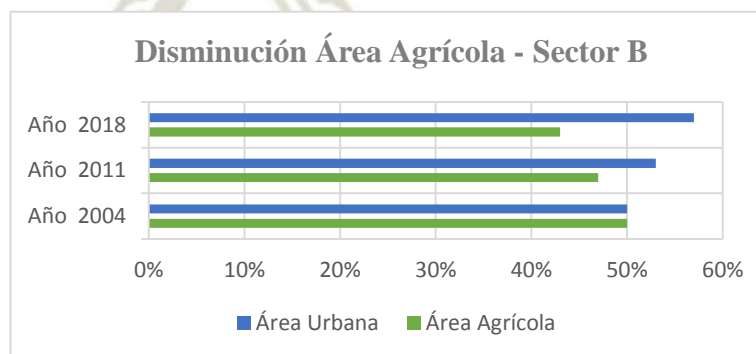 Disminución Área Agrícola - Sector B
Año 2018
Año 2011
Año 2004
0% 10% 20% 30% 40% 50% 60%
Área Urbana Área Agrícola